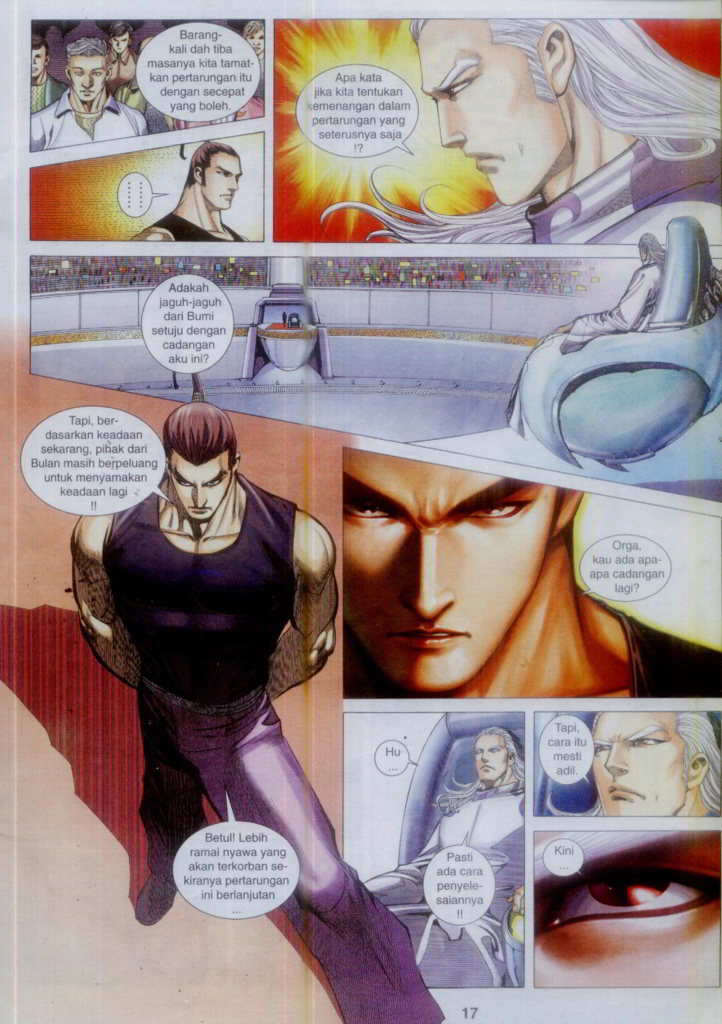 Barang-
kali dah tiba
masanya kita tamat-
kan pertarungan itu
dengan secepat
yang boleh.
Apa kata
jika kita tentukan
kemenangan dalam
pertarungan yang
seterusnya saja
!?
Adakah
jaguh-jaguh
dari Bumi
setuju dengan
cadangan
aku ini?
Tapi, ber-
dasarkan keadaan
sekarang, pihak dari
Bulan masih berpeluang
untuk menyamakan
keadaan lagi
!!
Orga,
kau ada apa-
apa cadangan
lagi?
Betul! Lebih
ramai nyawa yang
akan terkorban se-
kiranya pertarungan
ini berlanjutan
...
Hu
...
Pasti
ada cara
penyele-
saiannya
!!
Tapi,
cara itu
mesti
adil.
Kini
...
17